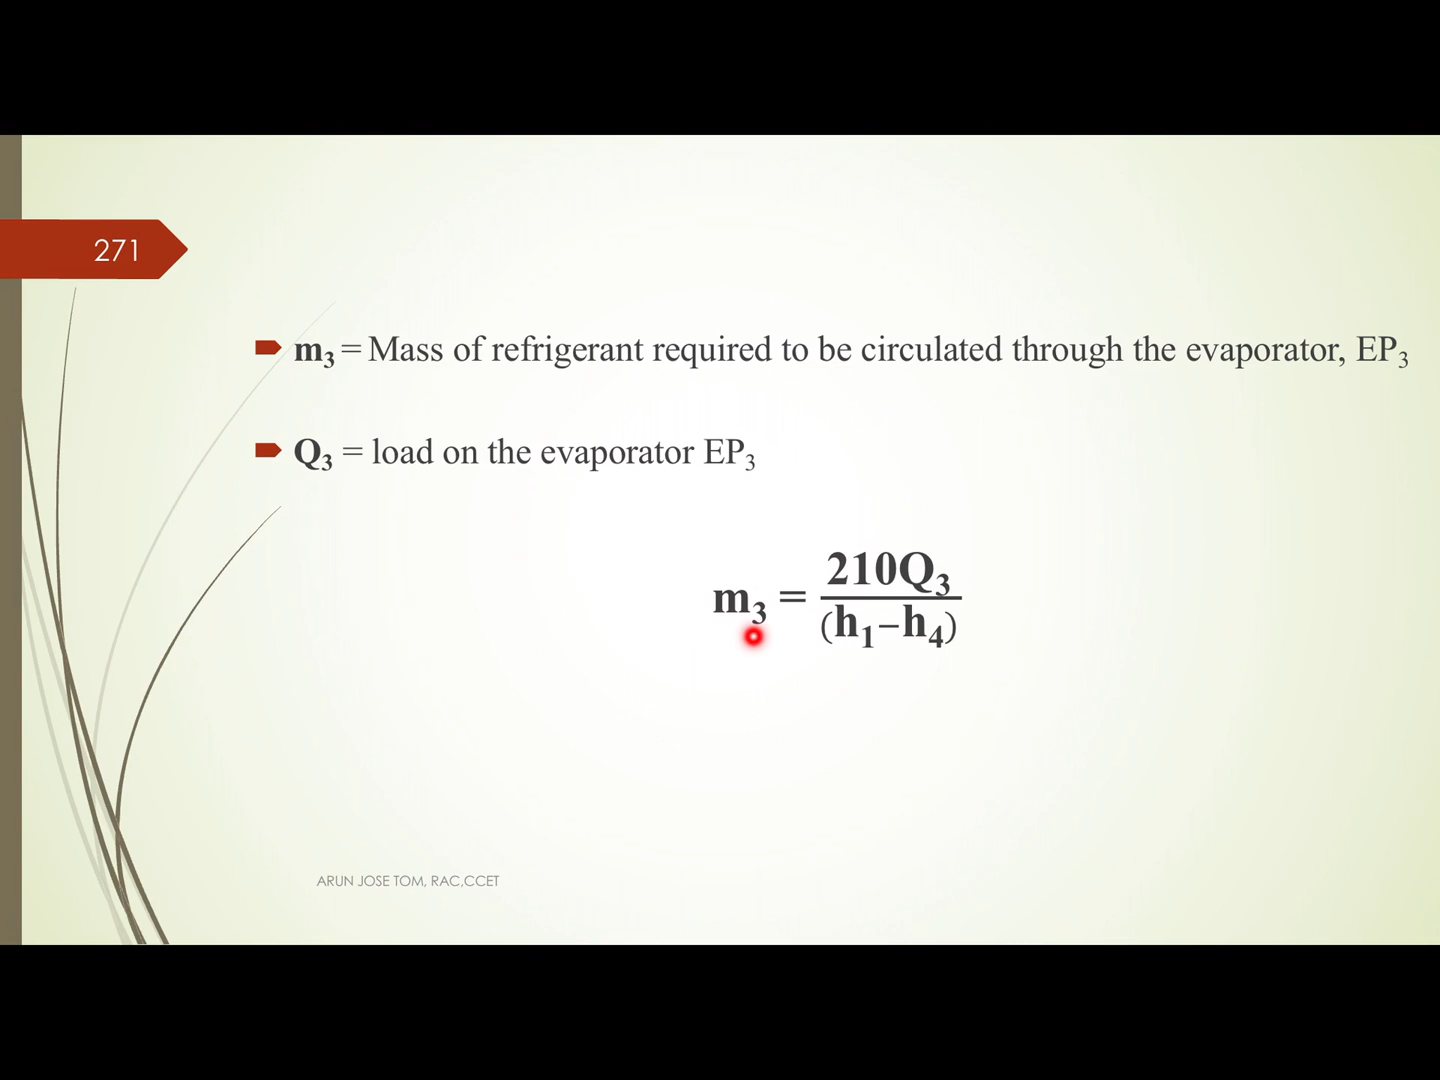 271
m₃ = Mass of refrigerant required to be circulated through the evaporator, EP₃
Q₃ = load on the evaporator EP₃
m₃ = 210Q₃ / (h₁−h₄)
ARUN JOSE TOM, RAC,CCET